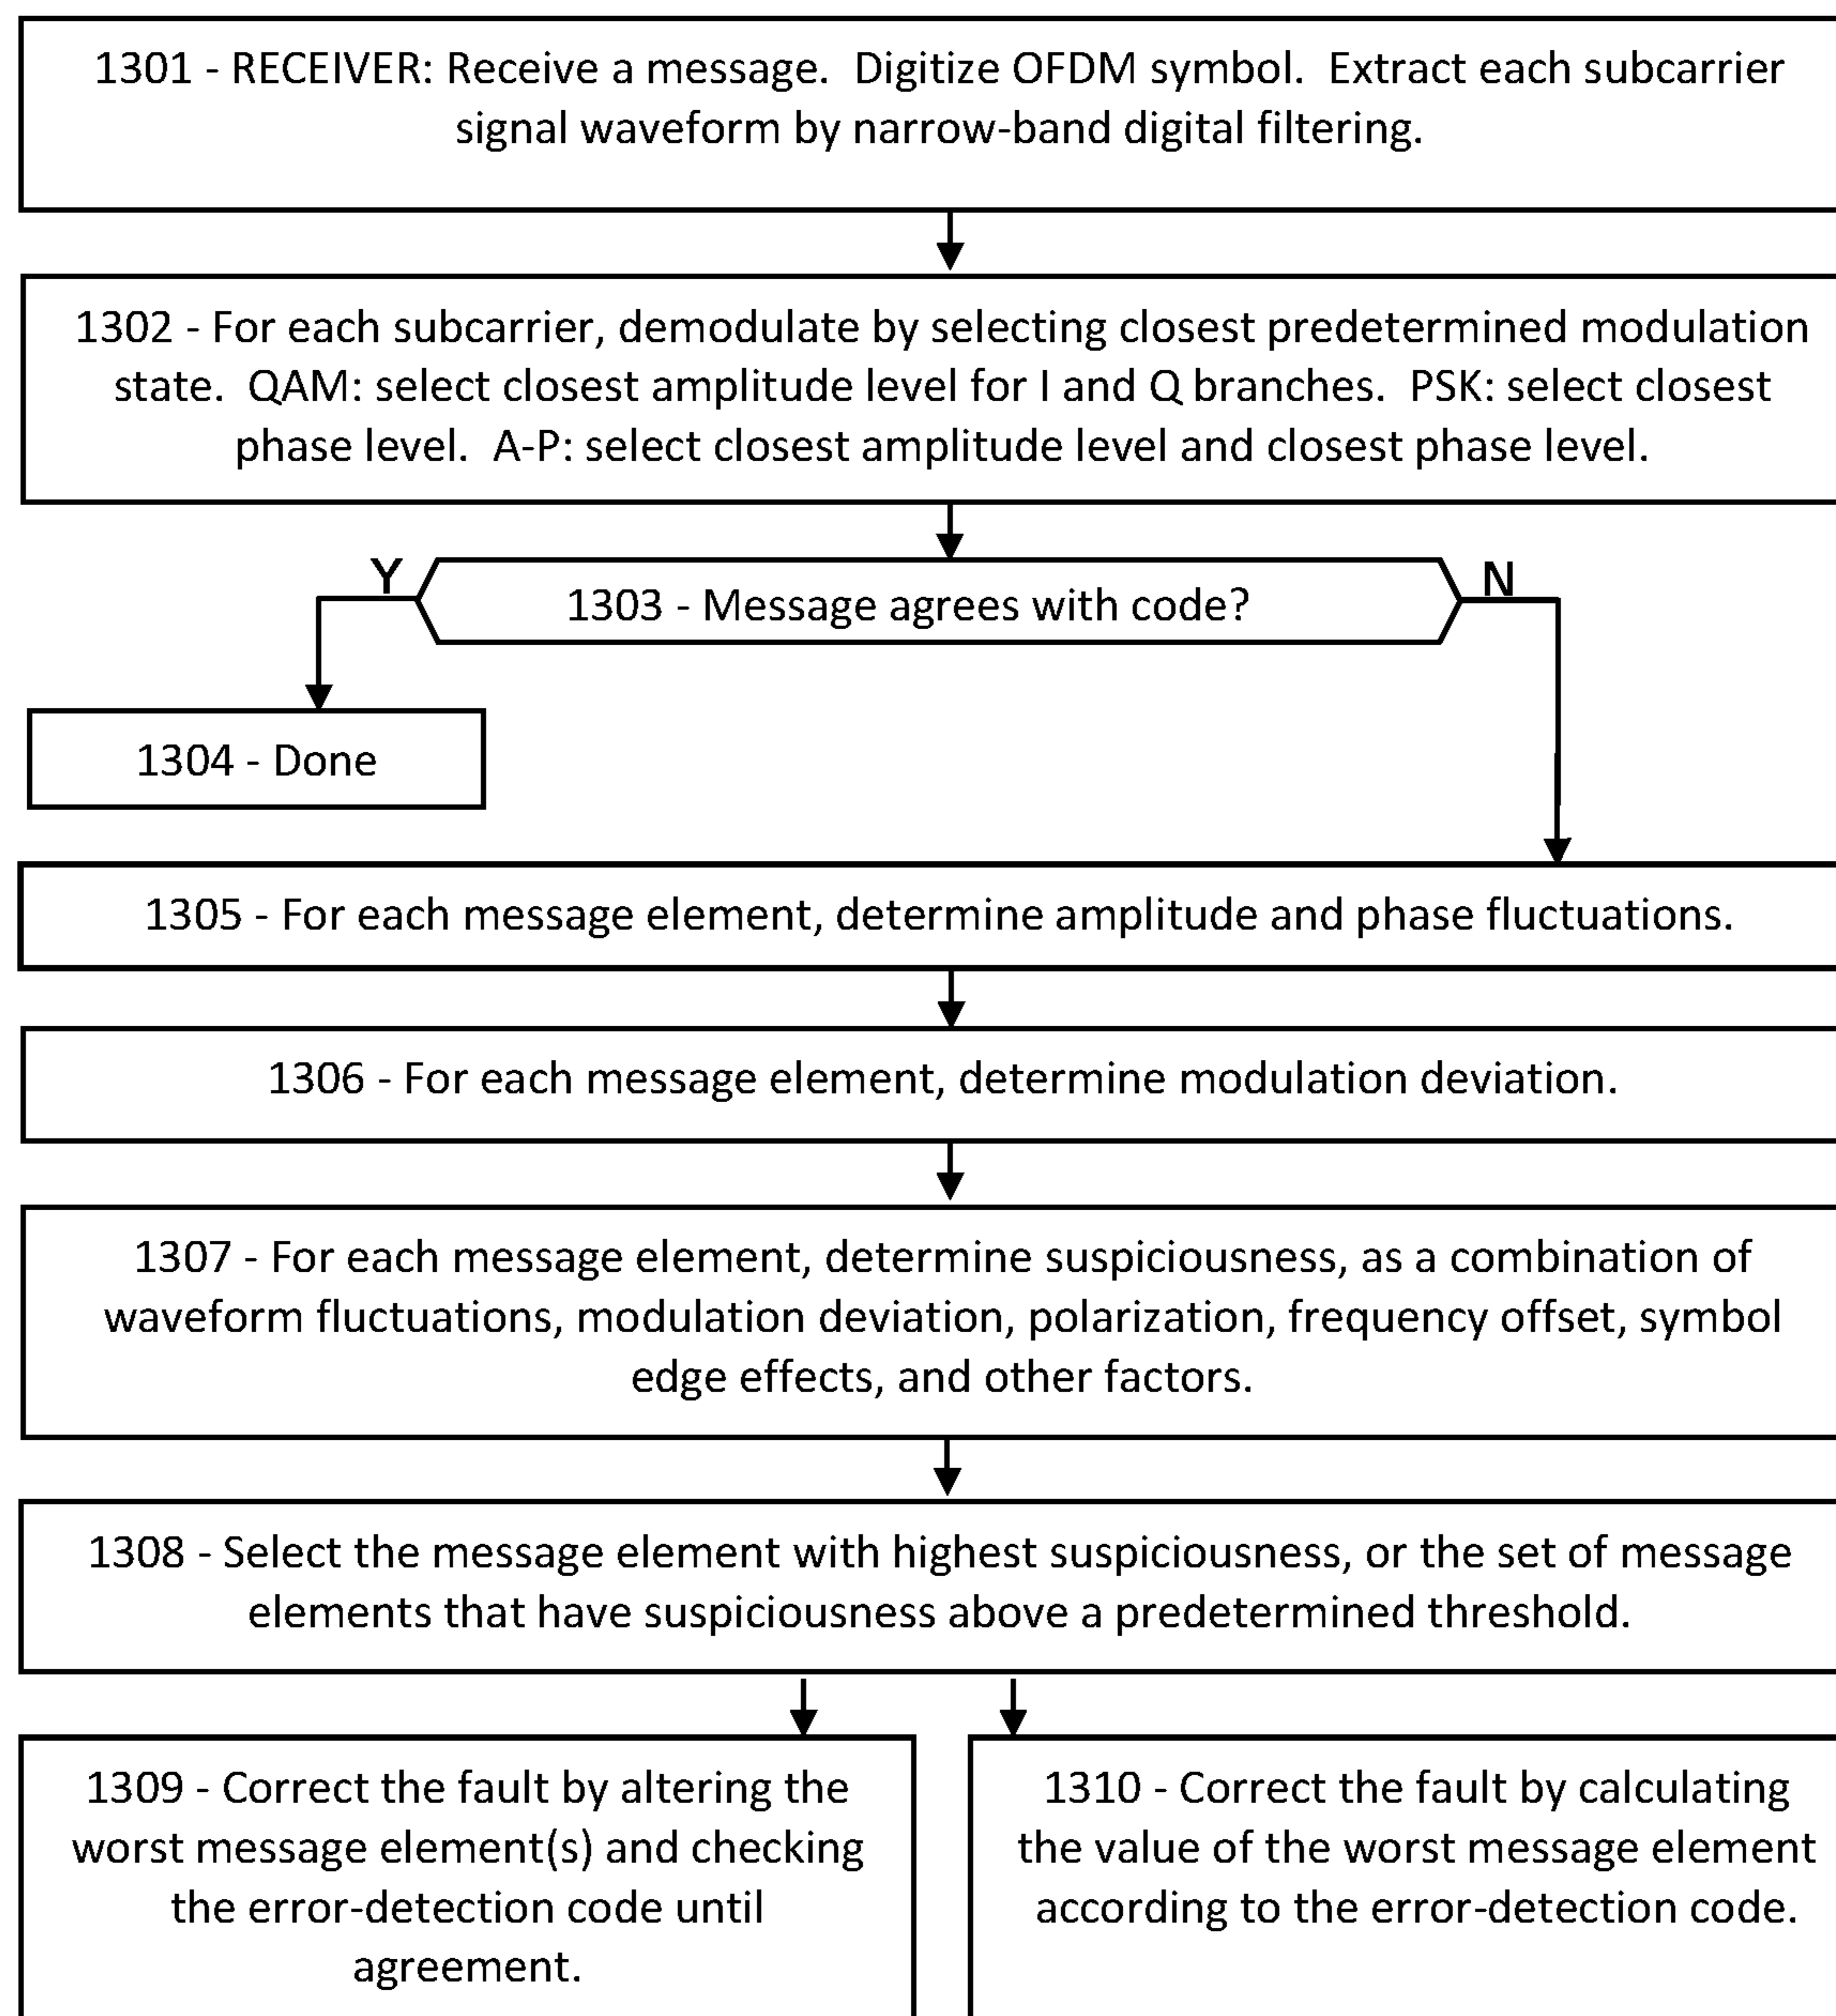 1301 - RECEIVER: Receive a message.  Digitize OFDM symbol.  Extract each subcarrier
signal waveform by narrow-band digital filtering.
1302 - For each subcarrier, demodulate by selecting closest predetermined modulation
state.  QAM: select closest amplitude level for I and Q branches.  PSK: select closest
phase level.  A-P: select closest amplitude level and closest phase level.
Y
1303 - Message agrees with code?
N
1304 - Done
1305 - For each message element, determine amplitude and phase fluctuations.
1306 - For each message element, determine modulation deviation.
1307 - For each message element, determine suspiciousness, as a combination of
waveform fluctuations, modulation deviation, polarization, frequency offset, symbol
edge effects, and other factors.
1308 - Select the message element with highest suspiciousness, or the set of message
elements that have suspiciousness above a predetermined threshold.
1309 - Correct the fault by altering the
worst message element(s) and checking
the error-detection code until
agreement.
1310 - Correct the fault by calculating
the value of the worst message element
according to the error-detection code.